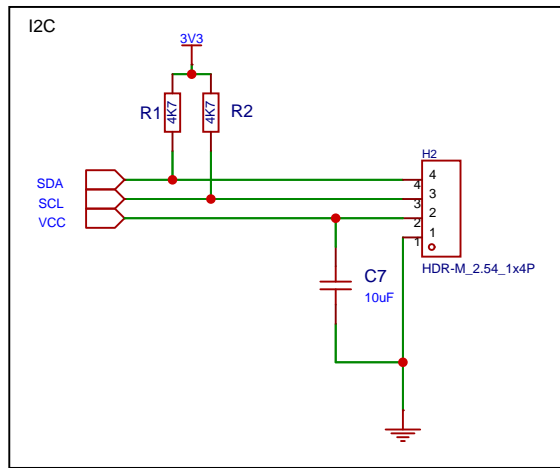 I2C
3V3
R1
4K7
4K7
R2
H2
SDA
SCL
VCC
4
3
2
1
4
3
2
1
HDR-M_2.54_1x4P
C7
10uF